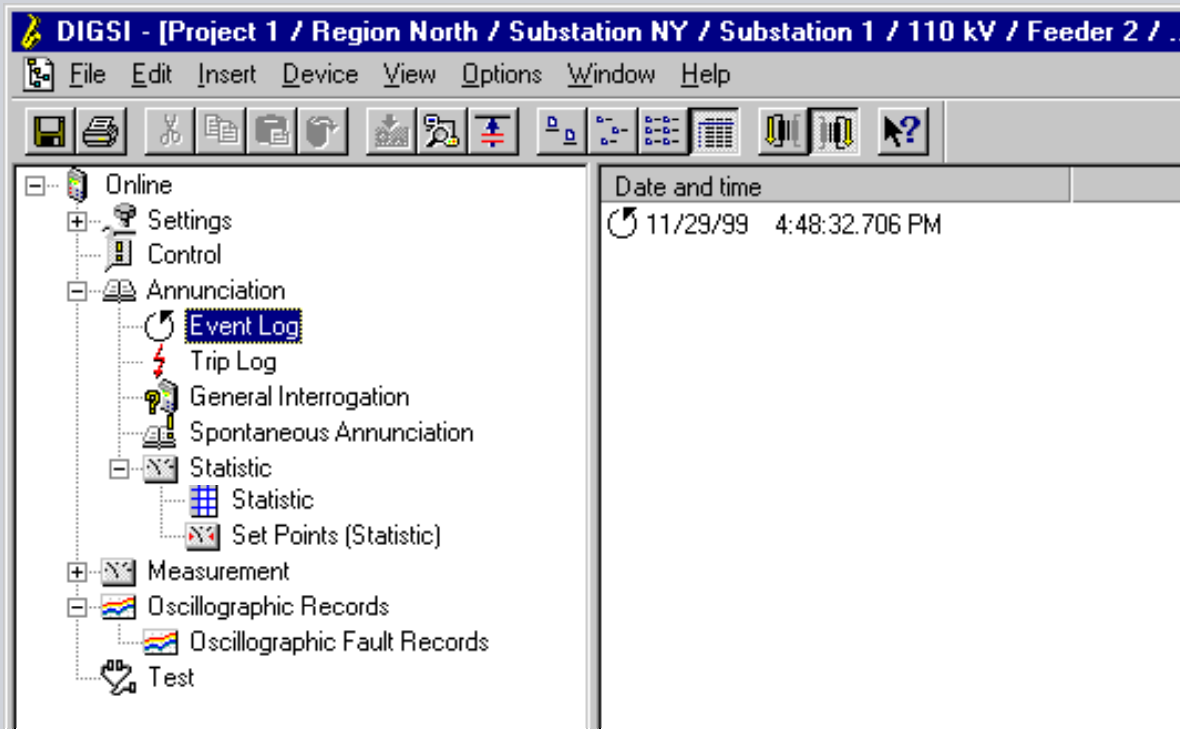 DIGSI - [Project 1 / Region North / Substation NY / Substation 1 / 110 kV / Feeder 2 / ..
File Edit Insert Device View Options Window Help
Online
Settings
Control
Annunciation
Event Log
Trip Log
General Interrogation
Spontaneous Annunciation
Statistic
Statistic
Set Points (Statistic)
Measurement
Oscillographic Records
Oscillographic Fault Records
Test
Date and time
11/29/99 4:48:32.706 PM